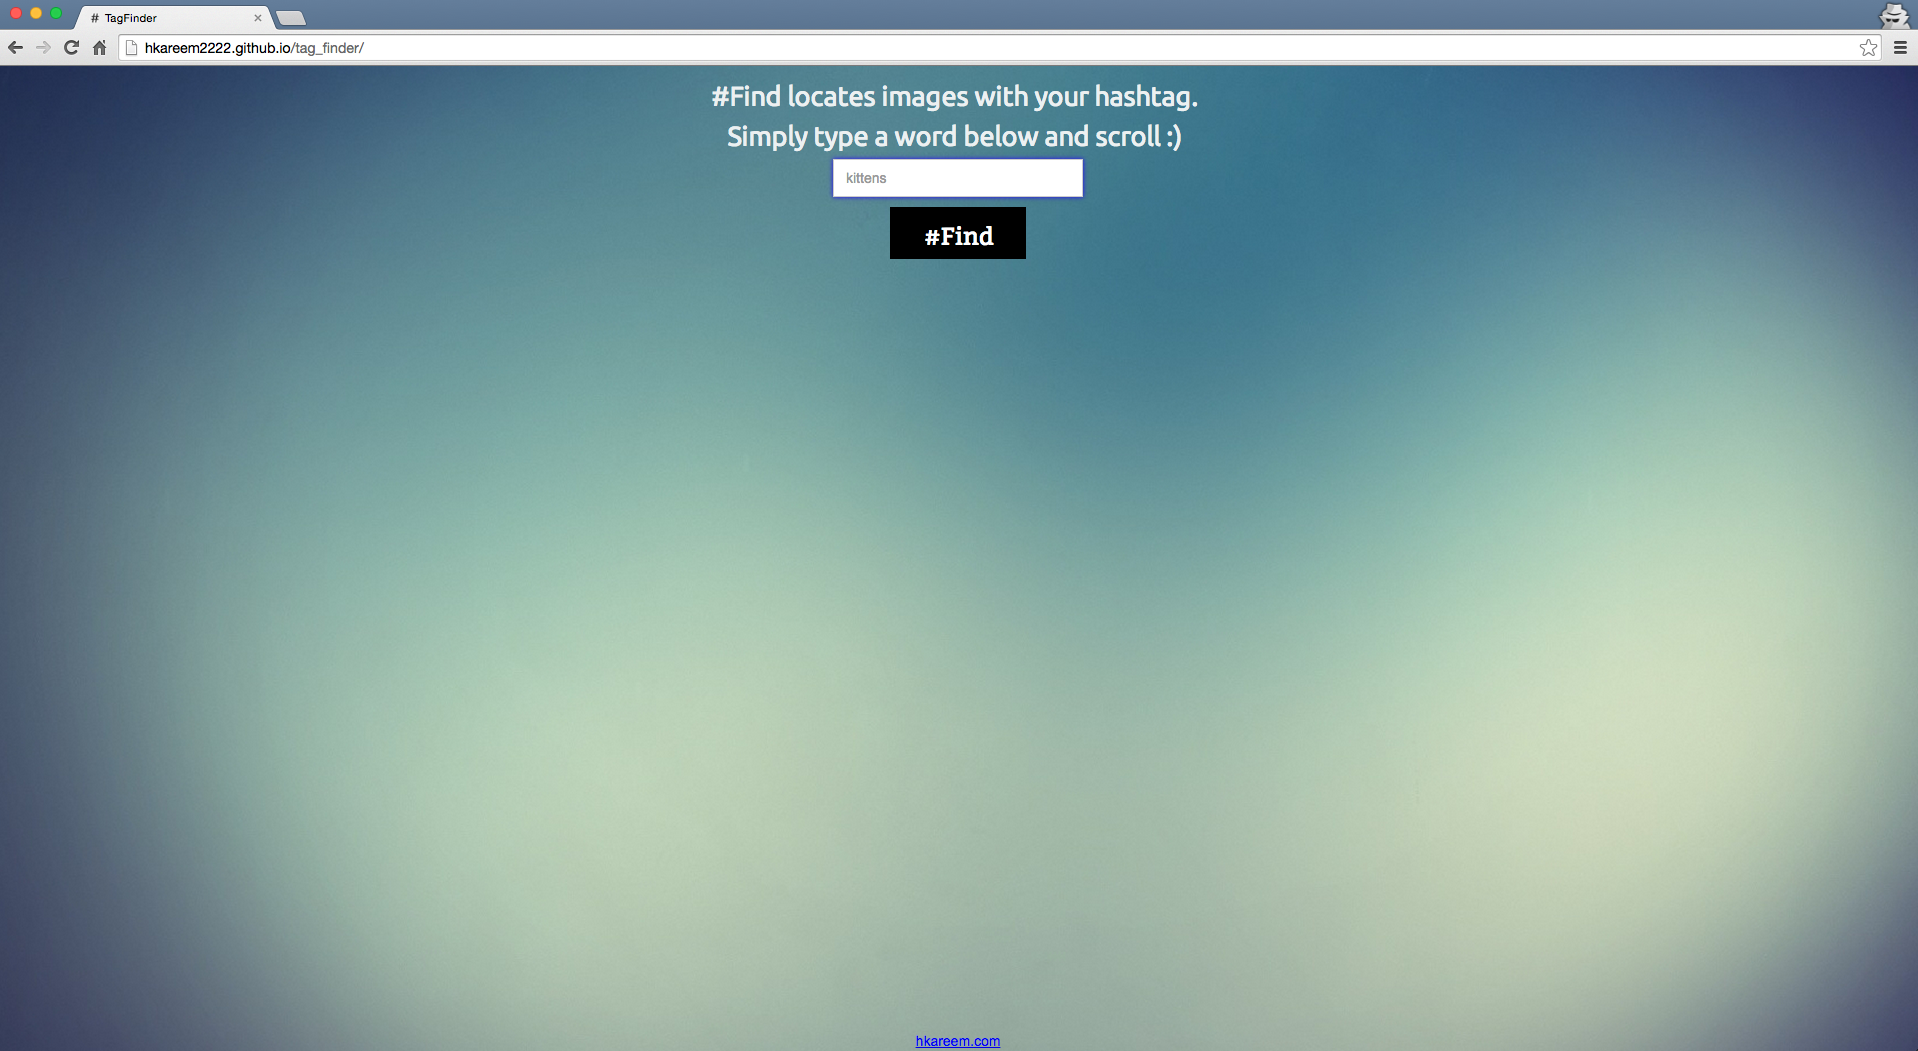 # TagFinder
hkareem2222.github.io/tag_finder/
#Find locates images with your hashtag.
Simply type a word below and scroll :)
kittens
#Find
hkareem.com